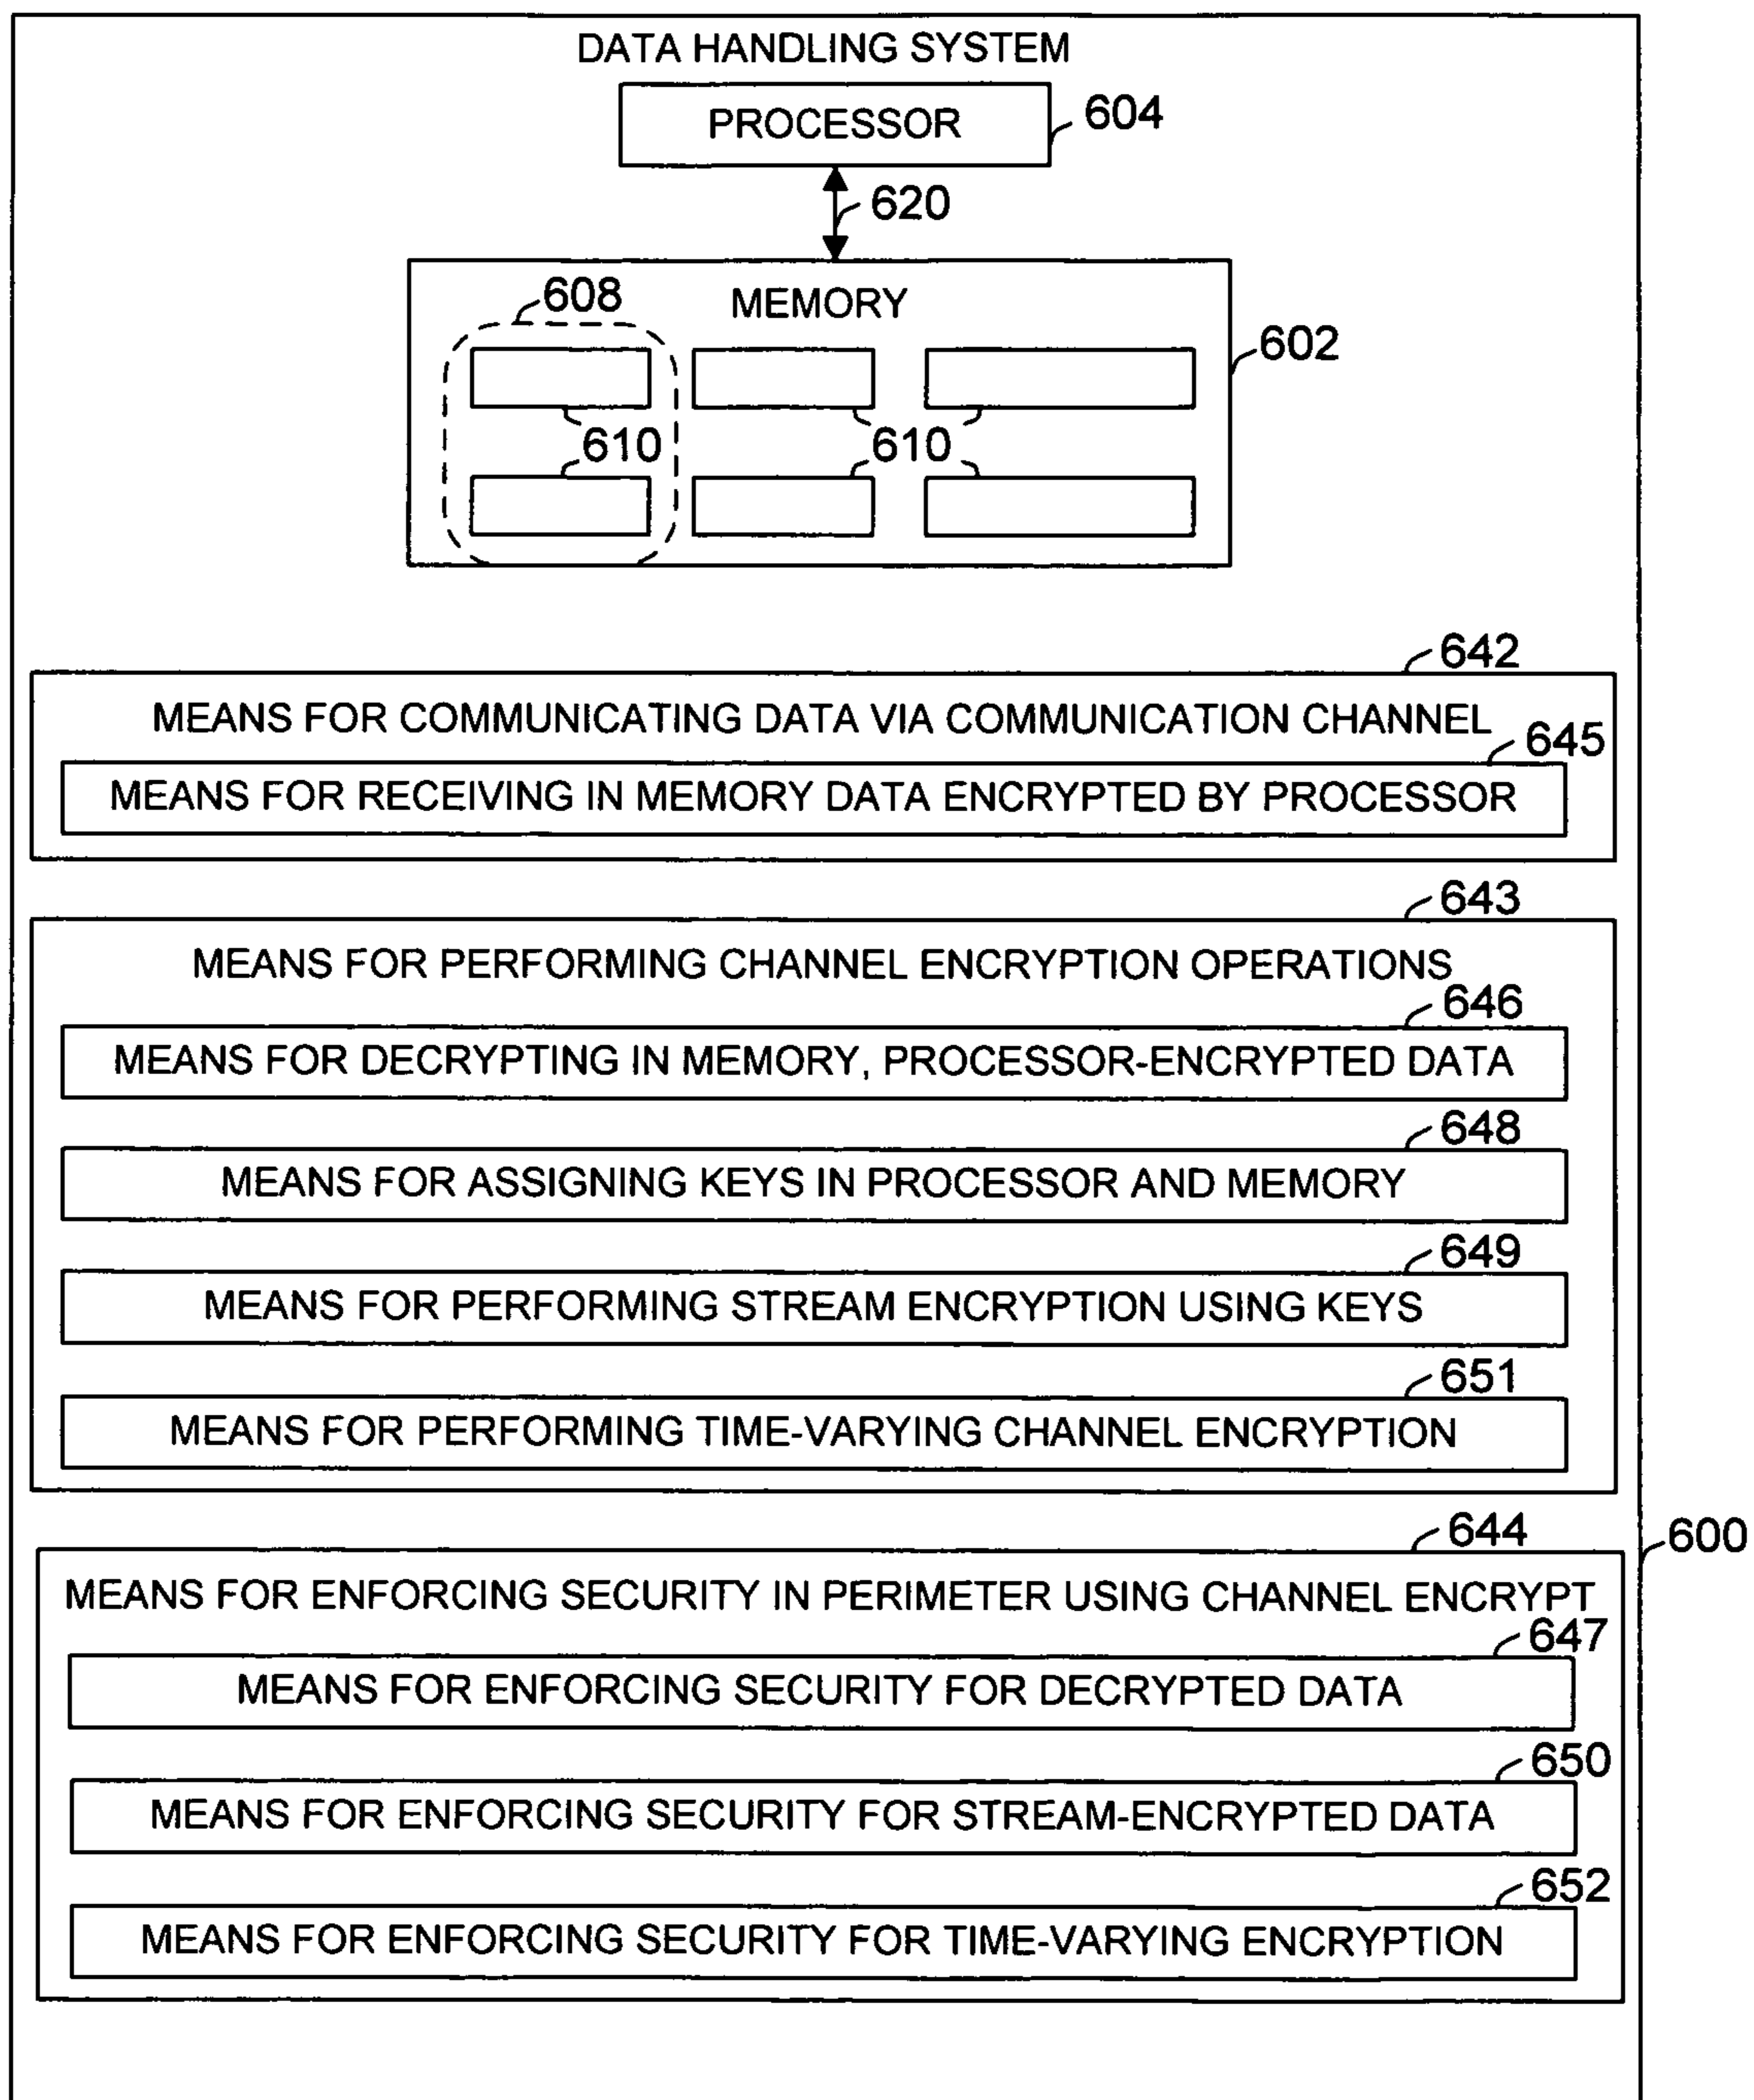 DATA HANDLING SYSTEM
PROCESSOR
604
620
608
MEMORY
602
610
610
642
MEANS FOR COMMUNICATING DATA VIA COMMUNICATION CHANNEL
645
MEANS FOR RECEIVING IN MEMORY DATA ENCRYPTED BY PROCESSOR
643
MEANS FOR PERFORMING CHANNEL ENCRYPTION OPERATIONS
646
MEANS FOR DECRYPTING IN MEMORY, PROCESSOR-ENCRYPTED DATA
648
MEANS FOR ASSIGNING KEYS IN PROCESSOR AND MEMORY
649
MEANS FOR PERFORMING STREAM ENCRYPTION USING KEYS
651
MEANS FOR PERFORMING TIME-VARYING CHANNEL ENCRYPTION
644
600
MEANS FOR ENFORCING SECURITY IN PERIMETER USING CHANNEL ENCRYPT
647
MEANS FOR ENFORCING SECURITY FOR DECRYPTED DATA
650
MEANS FOR ENFORCING SECURITY FOR STREAM-ENCRYPTED DATA
652
MEANS FOR ENFORCING SECURITY FOR TIME-VARYING ENCRYPTION